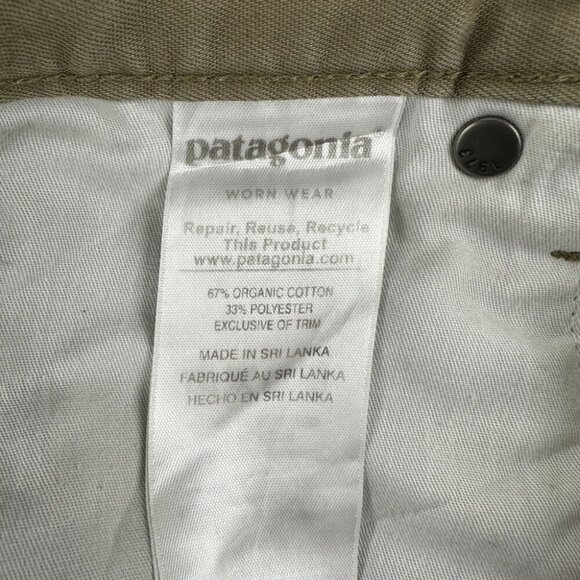 patagonia
WORN WEAR
Repair, Reuse, Recycle
This Product
www.patagonia.com
67% ORGANIC COTTON
33% POLYESTER
EXCLUSIVE OF TRIM
MADE IN SRI LANKA
FABRIQUÉ AU SRI LANKA
HECHO EN SRI LANKA
1973